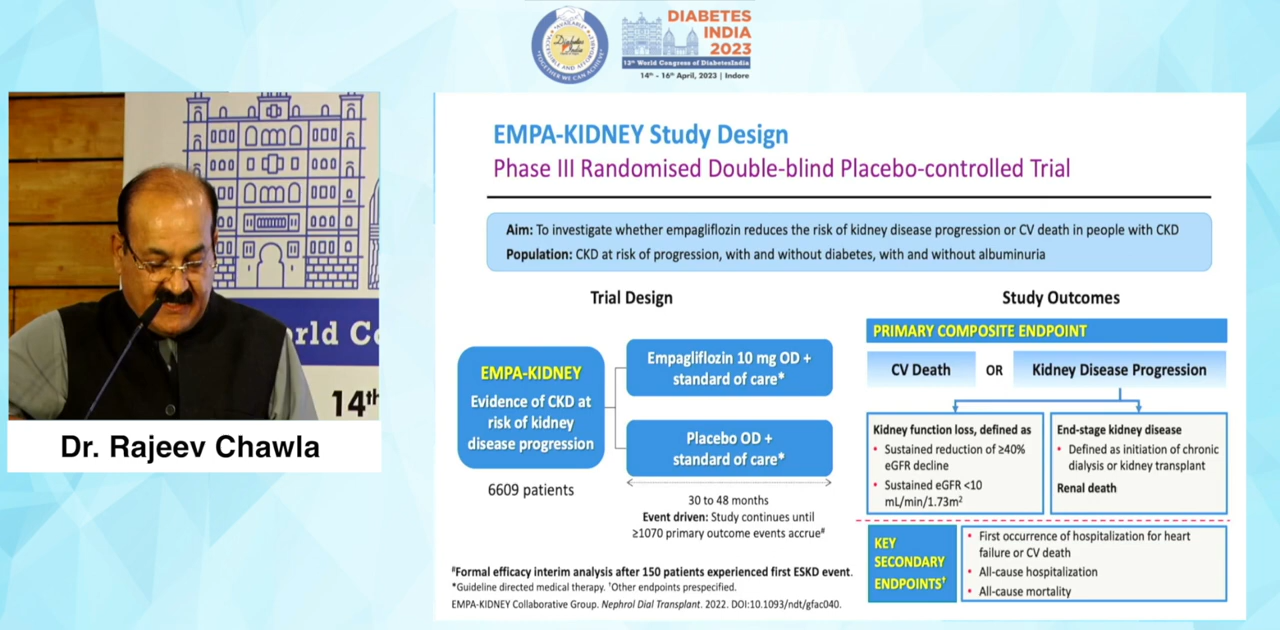 DIABETES
INDIA
2023
12th World Congress of DiabetesIndia
14th - 16th April, 2023 | Indore
TOGETHER WE CAN ACHIEVE
Diabetes
India
rld Co
14th
Dr. Rajeev Chawla
EMPA-KIDNEY Study Design
Phase III Randomised Double-blind Placebo-controlled Trial
Aim: To investigate whether empagliflozin reduces the risk of kidney disease progression or CV death in people with CKD
Population: CKD at risk of progression, with and without diabetes, with and without albuminuria
Trial Design
EMPA-KIDNEY
Evidence of CKD at
risk of kidney
disease progression
6609 patients
Empagliflozin 10 mg OD +
standard of care*
Placebo OD +
standard of care*
30 to 48 months
Event driven: Study continues until
≥1070 primary outcome events accrue#
Study Outcomes
PRIMARY COMPOSITE ENDPOINT
CV Death OR Kidney Disease Progression
Kidney function loss, defined as
• Sustained reduction of ≥40%
eGFR decline
• Sustained eGFR <10
mL/min/1.73m²
End-stage kidney disease
• Defined as initiation of chronic
dialysis or kidney transplant
Renal death
KEY
SECONDARY
ENDPOINTS†
• First occurrence of hospitalization for heart
failure or CV death
• All-cause hospitalization
• All-cause mortality
#Formal efficacy interim analysis after 150 patients experienced first ESKD event.
*Guideline directed medical therapy. †Other endpoints prespecified.
EMPA-KIDNEY Collaborative Group. Nephrol Dial Transplant. 2022. DOI:10.1093/ndt/gfac040.